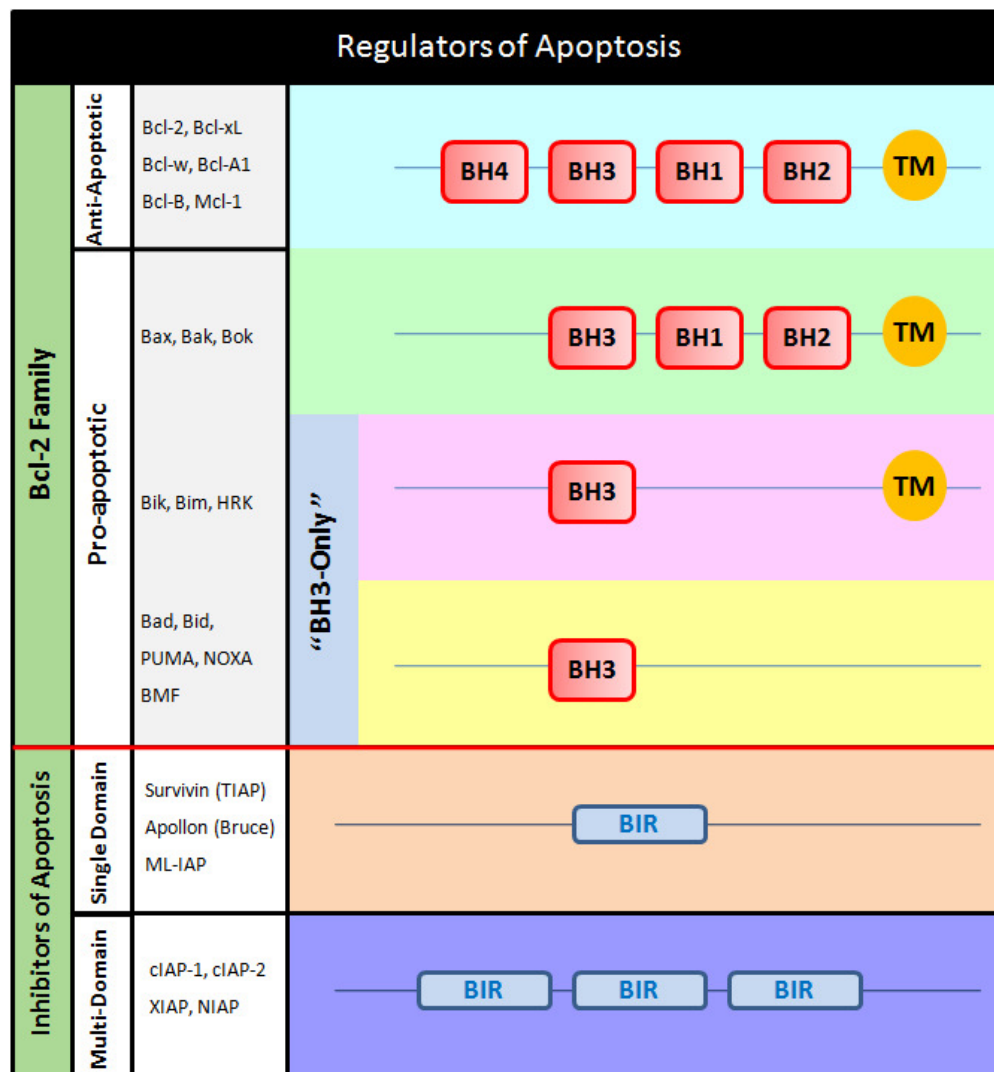 Regulators of Apoptosis
Bcl-2 Family
Anti-Apoptotic
Bcl-2, Bcl-xL
Bcl-w, Bcl-A1
Bcl-B, Mcl-1
BH4 BH3 BH1 BH2 TM
Pro-apoptotic
Bax, Bak, Bok
BH3 BH1 BH2 TM
"BH3-Only"
Bik, Bim, HRK
BH3 TM
Bad, Bid,
PUMA, NOXA
BMF
BH3
Inhibitors of Apoptosis
Single Domain
Survivin (TIAP)
Apollon (Bruce)
ML-IAP
BIR
Multi-Domain
cIAP-1, cIAP-2
XIAP, NIAP
BIR BIR BIR